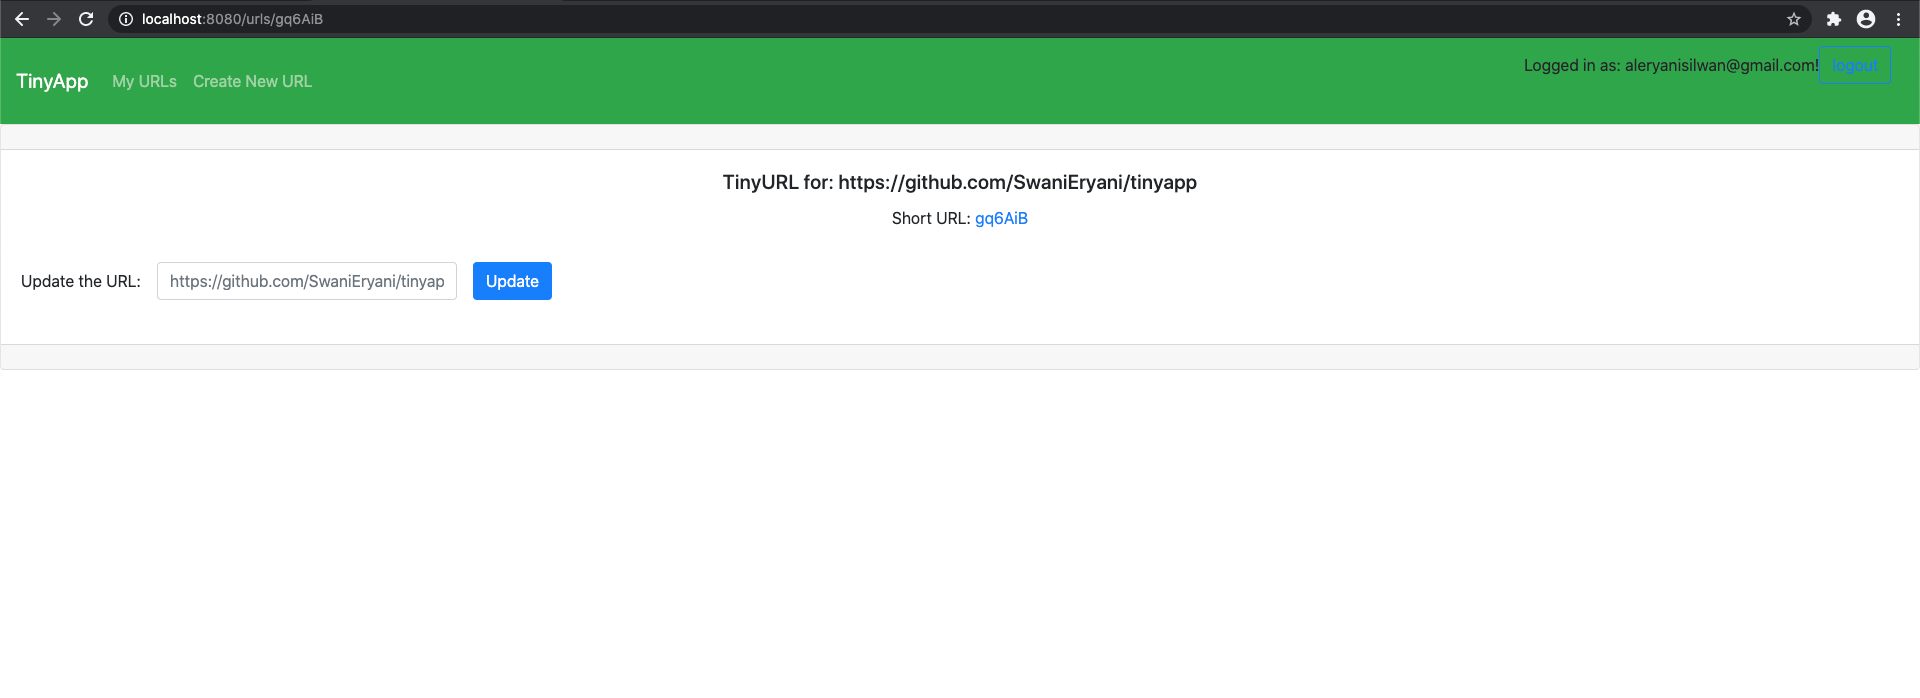 localhost:8080/urls/gq6AiB
TinyApp My URLs Create New URL
Logged in as: aleryanisilwan@gmail.com! logout
TinyURL for: https://github.com/SwaniEryani/tinyapp
Short URL: gq6AiB
Update the URL: https://github.com/SwaniEryani/tinyap Update